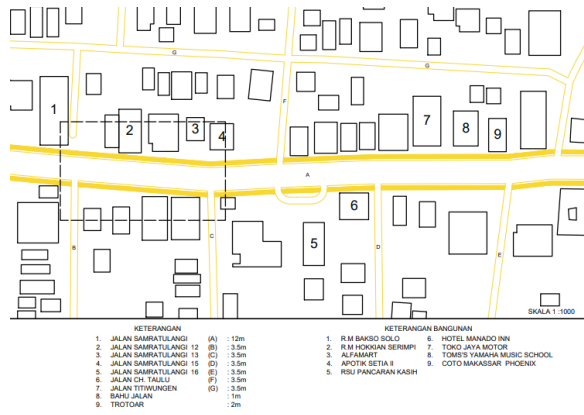 G
G
F
1
2
3
4
7
8
9
A
6
5
B
C
D
E
SKALA 1 :1000
KETERANGAN
1. JALAN SAMRATULANGI (A) : 12m
2. JALAN SAMRATULANGI 12 (B) : 3.5m
3. JALAN SAMRATULANGI 13 (C) : 3.5m
4. JALAN SAMRATULANGI 15 (D) : 3.5m
5. JALAN SAMRATULANGI 16 (E) : 3.5m
6. JALAN CH. TAULU (F) : 3.5m
7. JALAN TITIWUNGEN (G) : 3.5m
8. BAHU JALAN : 1m
9. TROTOAR : 2m
KETERANGAN BANGUNAN
1. R.M BAKSO SOLO
2. R.M HOKKIAN SERIMPI
3. ALFAMART
4. APOTIK SETIA II
5. RSU PANCARAN KASIH
6. HOTEL MANADO INN
7. TOKO JAYA MOTOR
8. TOMS'S YAMAHA MUSIC SCHOOL
9. COTO MAKASSAR PHOENIX